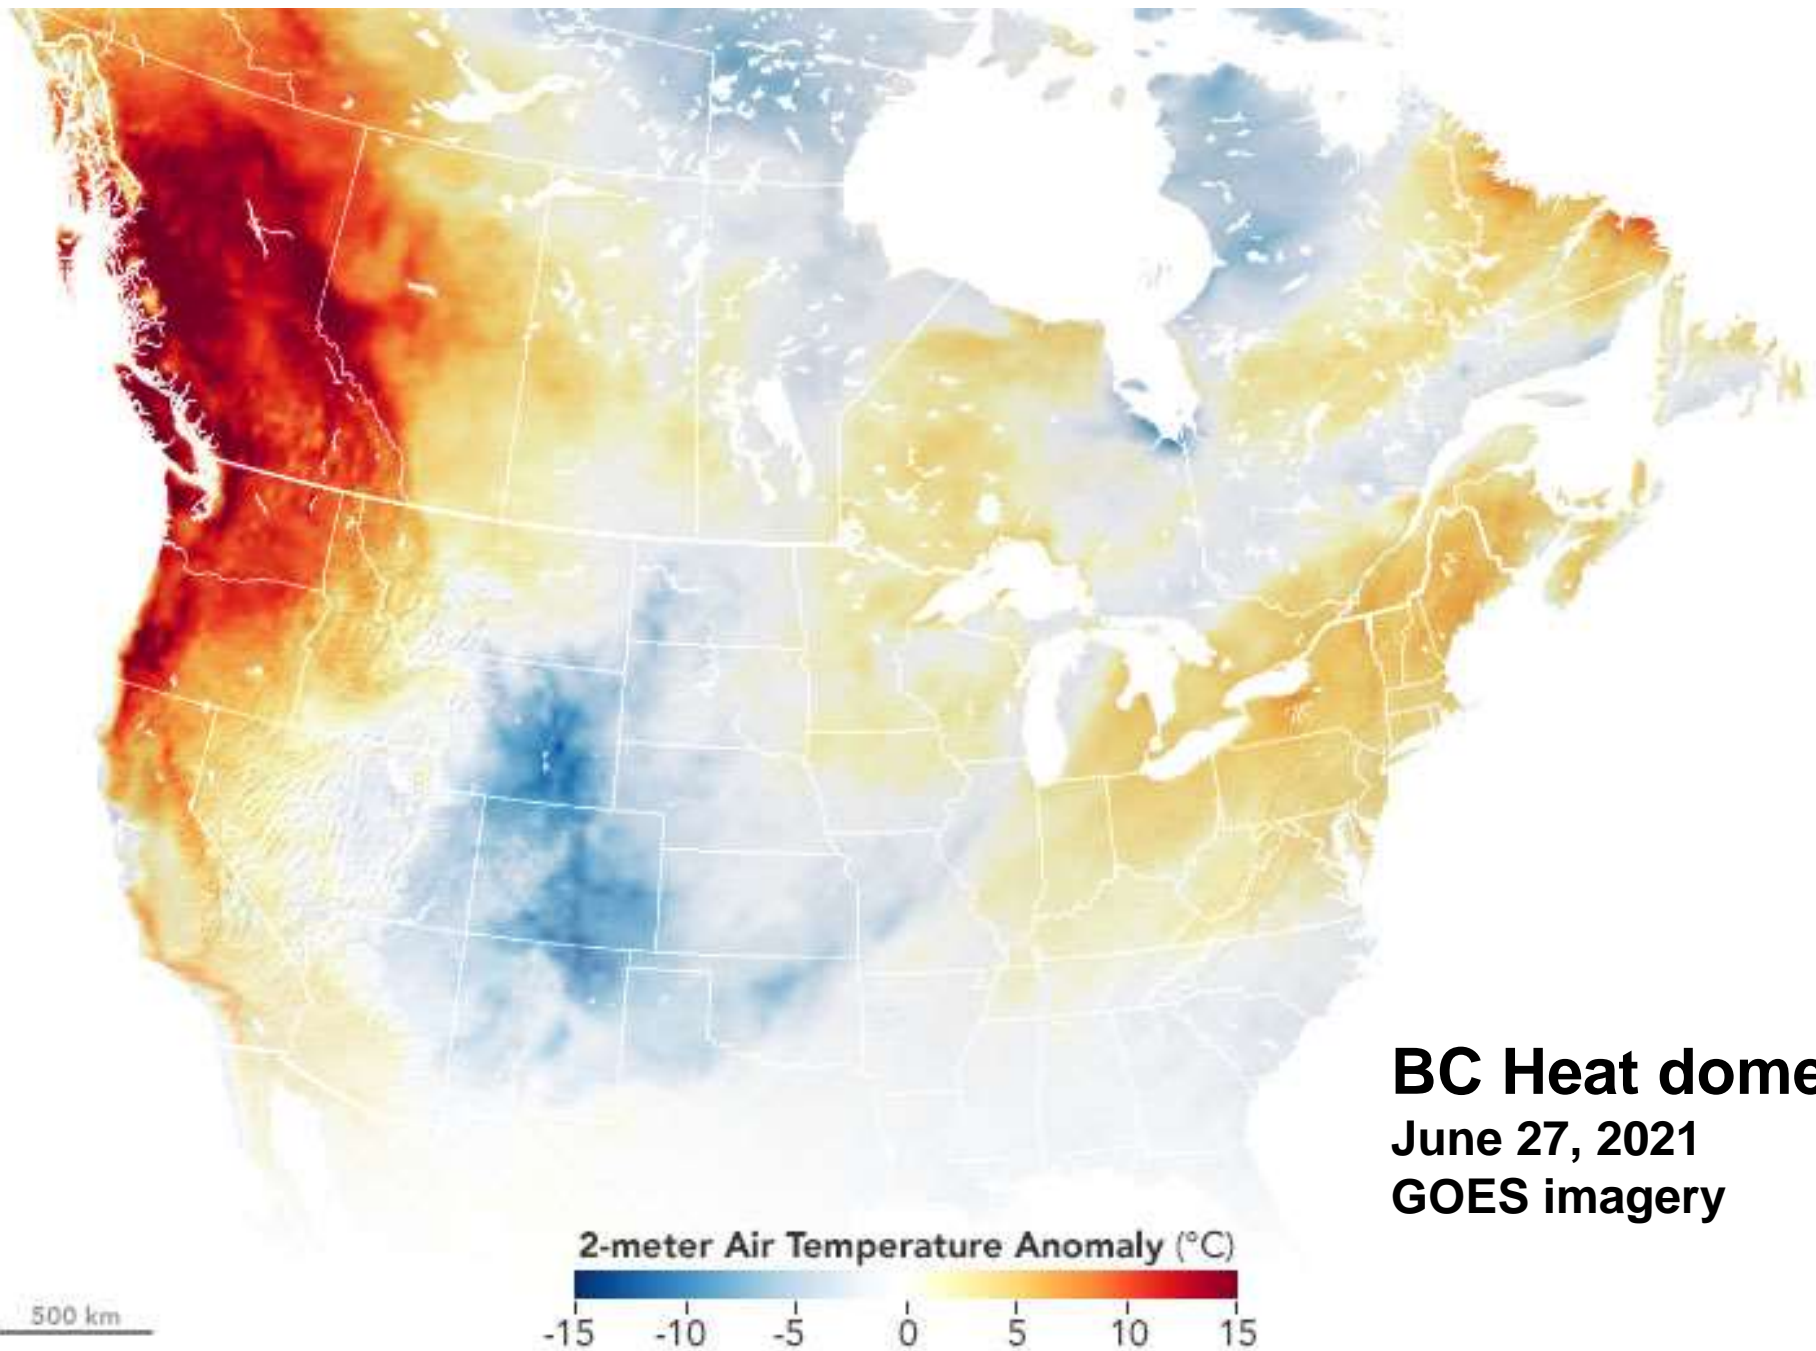 BC Heat dome
June 27, 2021
GOES imagery
2-meter Air Temperature Anomaly (°C)
-15 -10 -5 0 5 10 15
500 km